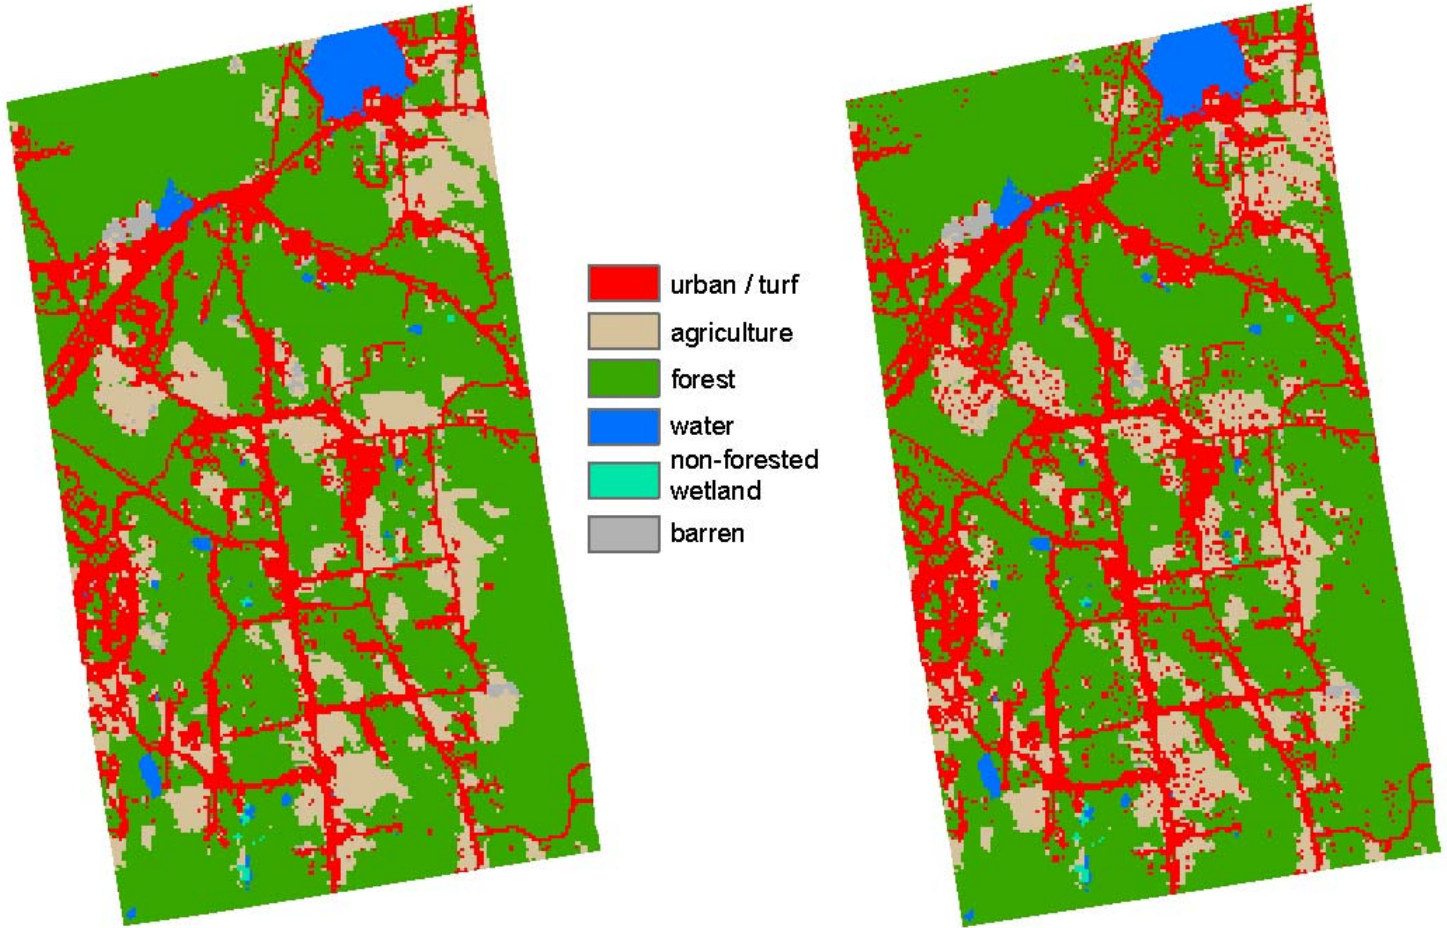 urban / turf
agriculture
forest
water
non-forested
wetland
barren